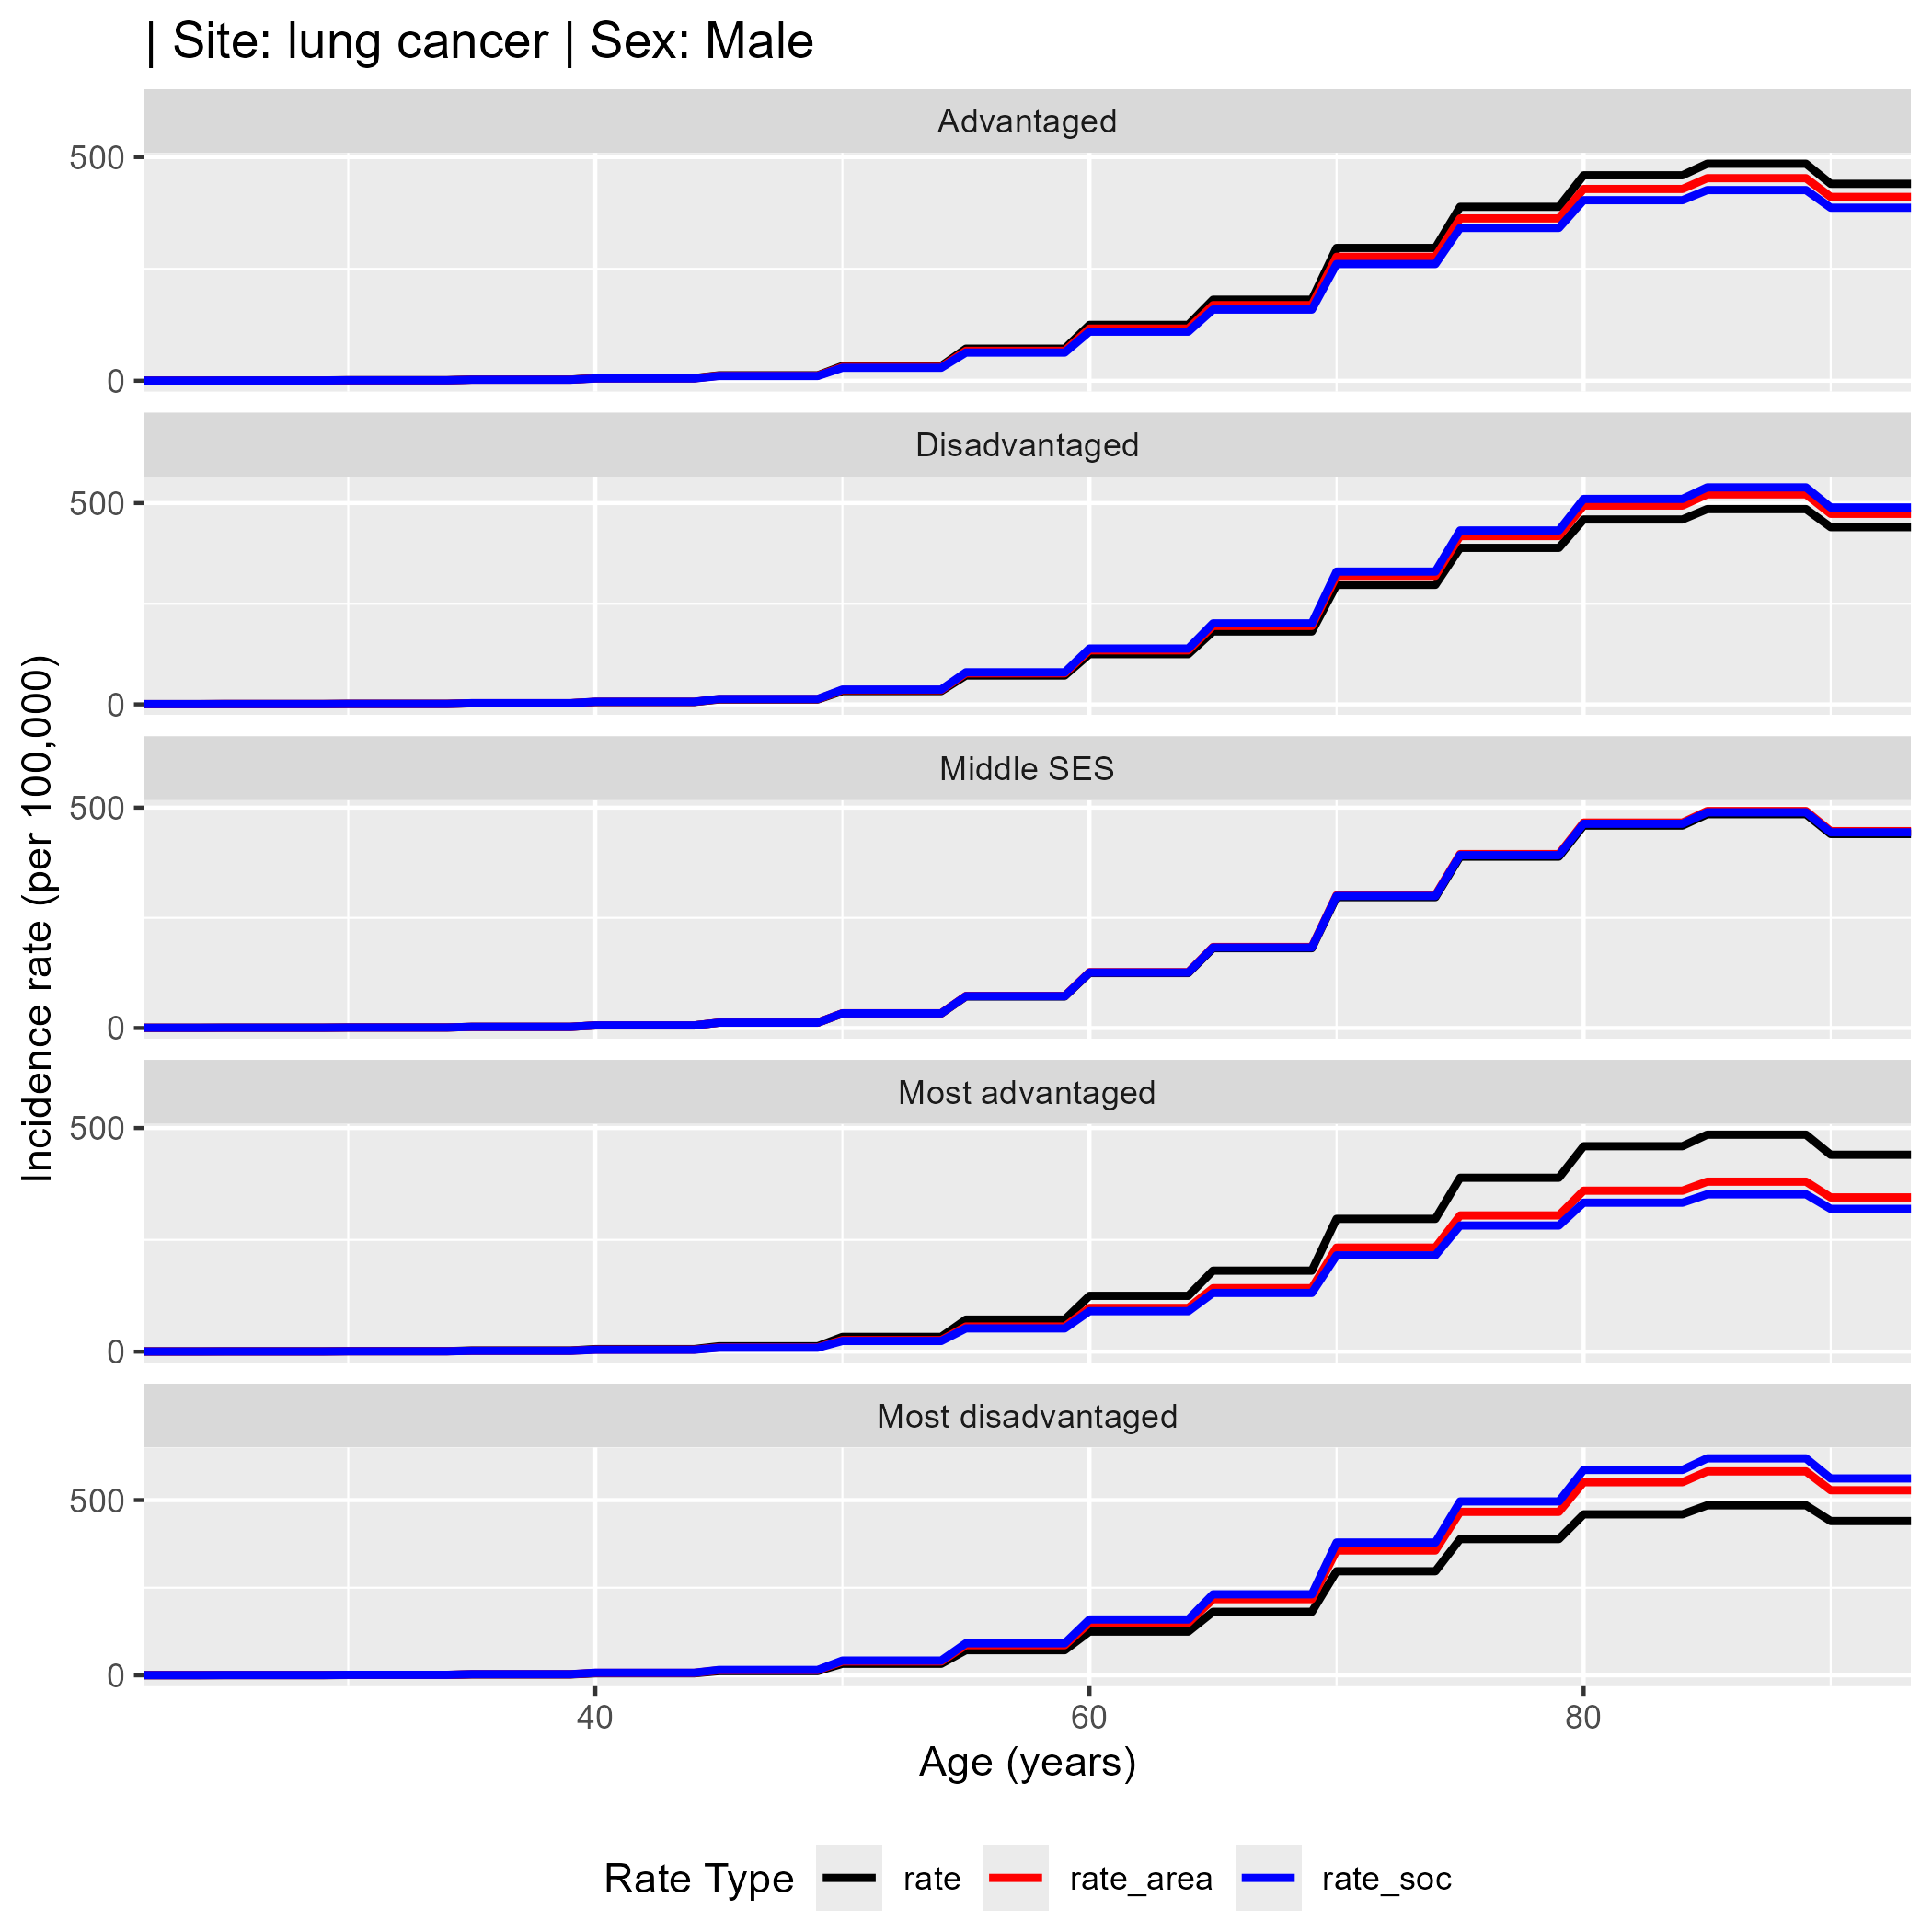 | Site: lung cancer | Sex: Male
Advantaged
500
0
Disadvantaged
500
0
Middle SES
500
0
Most advantaged
500
0
Most disadvantaged
500
0
Incidence rate (per 100,000)
40 60 80
Age (years)
Rate Type rate rate_area rate_soc